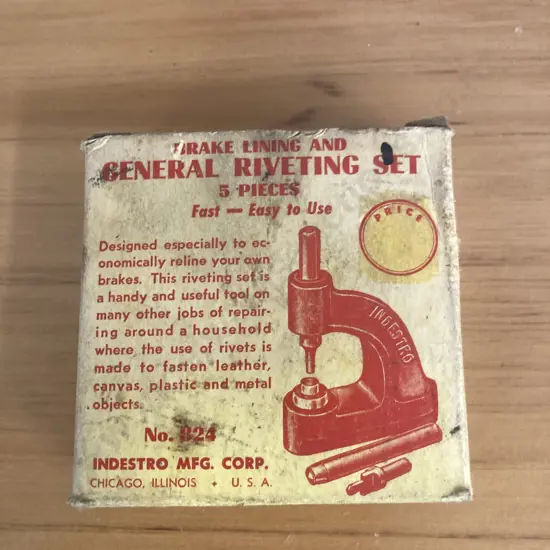 BRAKE LINING AND
GENERAL RIVETING SET
5 PIECES
Fast — Easy to Use
PRICE
Designed especially to ec-
onomically reline your own
brakes. This riveting set is
a handy and useful tool on
many other jobs of repair-
ing around a household
where the use of rivets is
made to fasten leather,
canvas, plastic and metal
objects.
INDESTRO
No. 824
INDESTRO MFG. CORP.
CHICAGO, ILLINOIS • U. S. A.